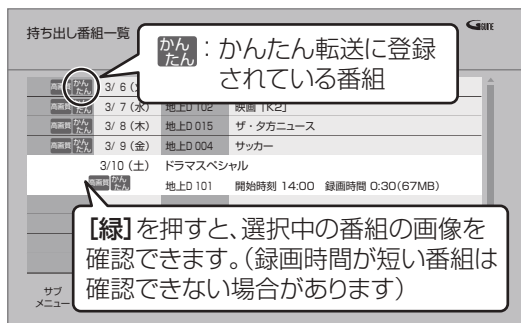 持ち出し番組一覧
かんたん：かんたん転送に登録
されている番組
高画質 かんたん 3/ 6
高画質 かんたん 3/ 7 (水) 地上D 102 映画「K2」
高画質 かんたん 3/ 8 (木) 地上D 015 ザ・夕方ニュース
高画質 かんたん 3/ 9 (金) 地上D 004 サッカー
3/10 (土) ドラマスペシャル
高画質 かんたん 地上D 101 開始時刻 14:00 録画時間 0:30(67MB)
[緑]を押すと、選択中の番組の画像を
確認できます。(録画時間が短い番組は
確認できない場合があります)
サブ
メニュー